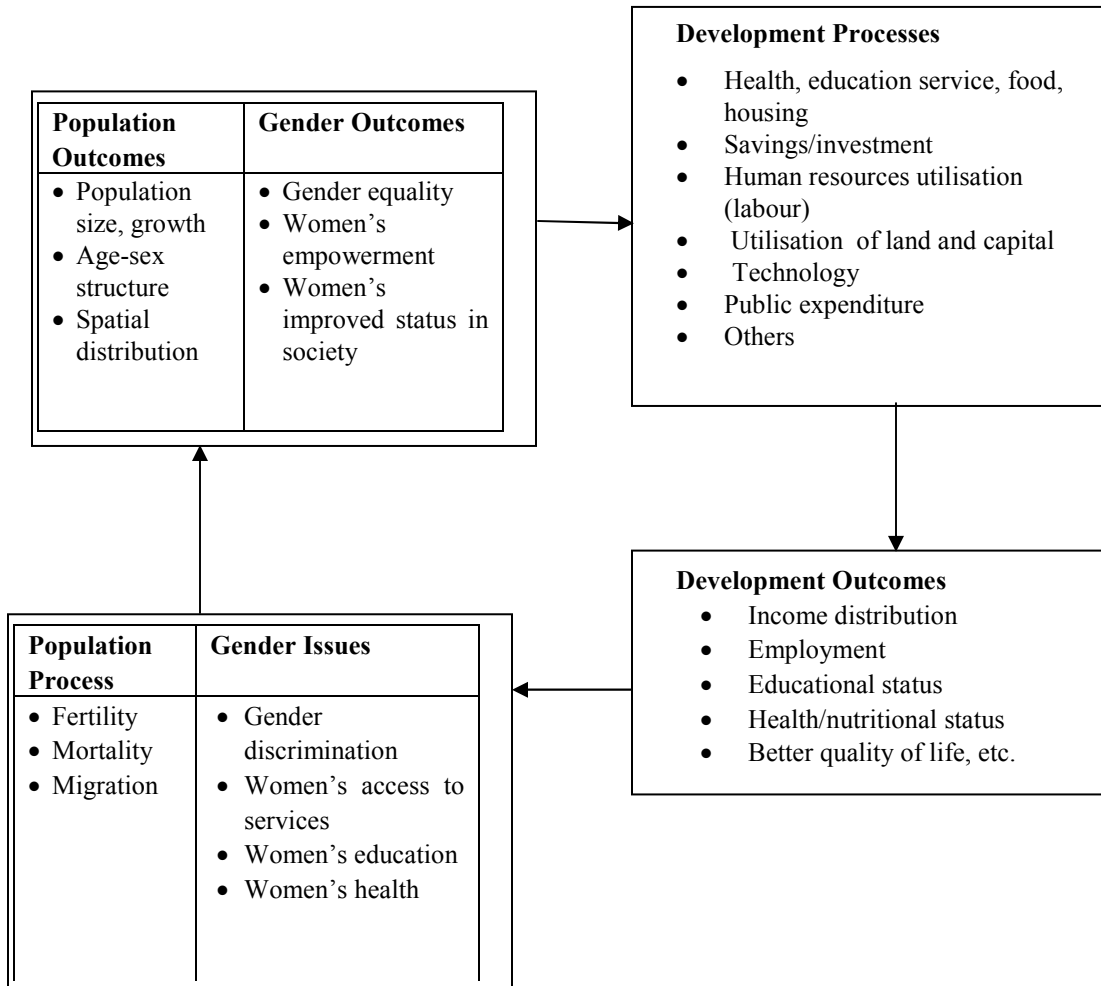 Population
Outcomes
• Population
size, growth
• Age-sex
structure
• Spatial
distribution
Gender Outcomes
• Gender equality
• Women’s
empowerment
• Women’s
improved status in
society
Development Processes
• Health, education service, food,
housing
• Savings/investment
• Human resources utilisation
(labour)
• Utilisation of land and capital
• Technology
• Public expenditure
• Others
Development Outcomes
• Income distribution
• Employment
• Educational status
• Health/nutritional status
• Better quality of life, etc.
Population
Process
• Fertility
• Mortality
• Migration
Gender Issues
• Gender
discrimination
• Women’s access to
services
• Women’s education
• Women’s health